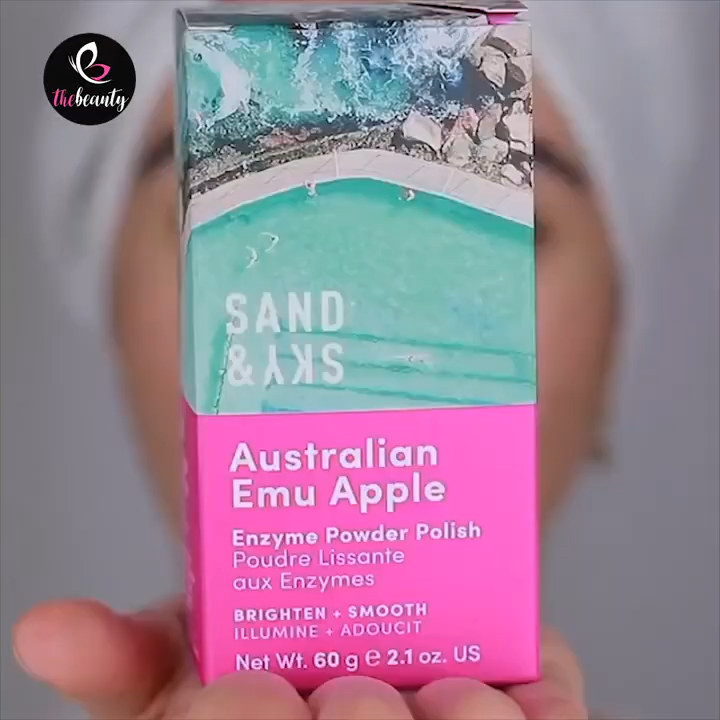 thebeauty
SAND
& SKY
Australian
Emu Apple
Enzyme Powder Polish
Poudre Lissante
aux Enzymes
BRIGHTEN + SMOOTH
ILLUMINE + ADOUCIT
Net Wt. 60 g e 2.1 oz. US